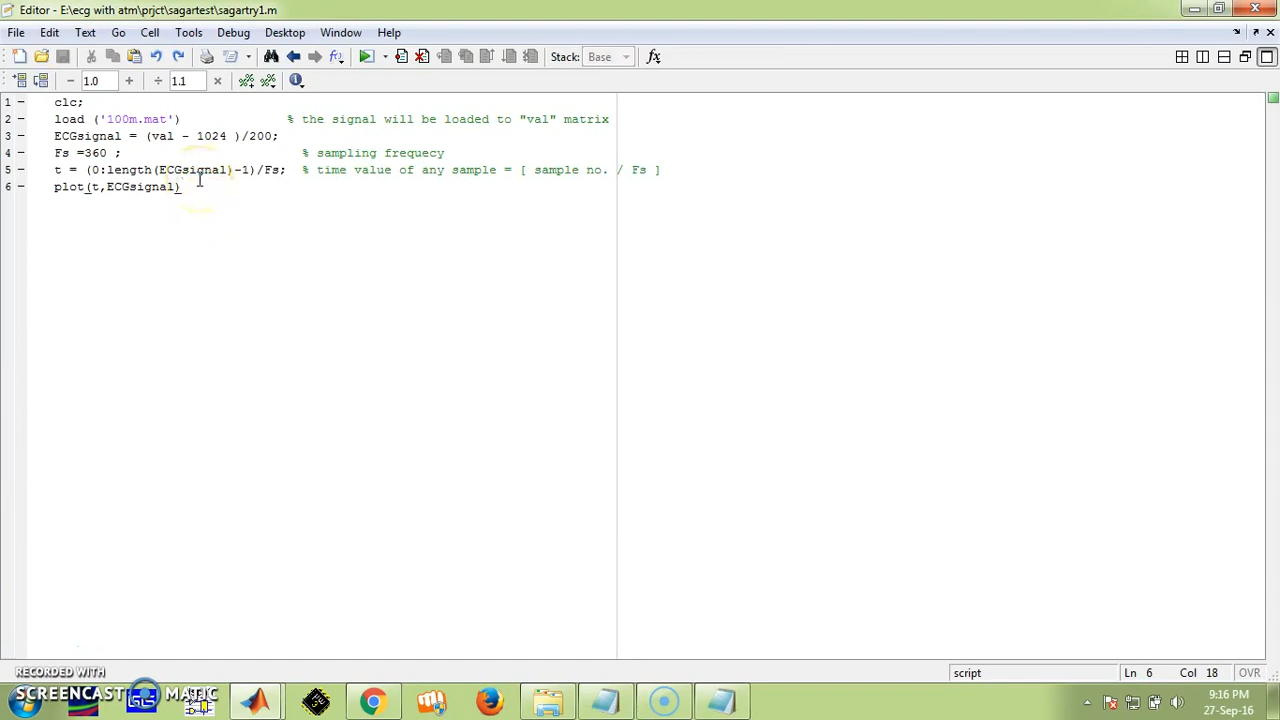 Editor - E:\ecg with atm\prjct\sagartest\sagartry1.m
File Edit Text Go Cell Tools Debug Desktop Window Help
Stack: Base fx
− 1.0 + ÷ 1.1 ×
1 clc;
2 load ('100m.mat') % the signal will be loaded to "val" matrix
3 ECGsignal = (val - 1024 )/200;
4 Fs =360 ; % sampling frequecy
5 t = (0:length(ECGsignal)-1)/Fs; % time value of any sample = [ sample no. / Fs ]
6 plot(t,ECGsignal)
script Ln 6 Col 18 OVR
RECORDED WITH
SCREENCAST MATIC
9:16 PM
27-Sep-16